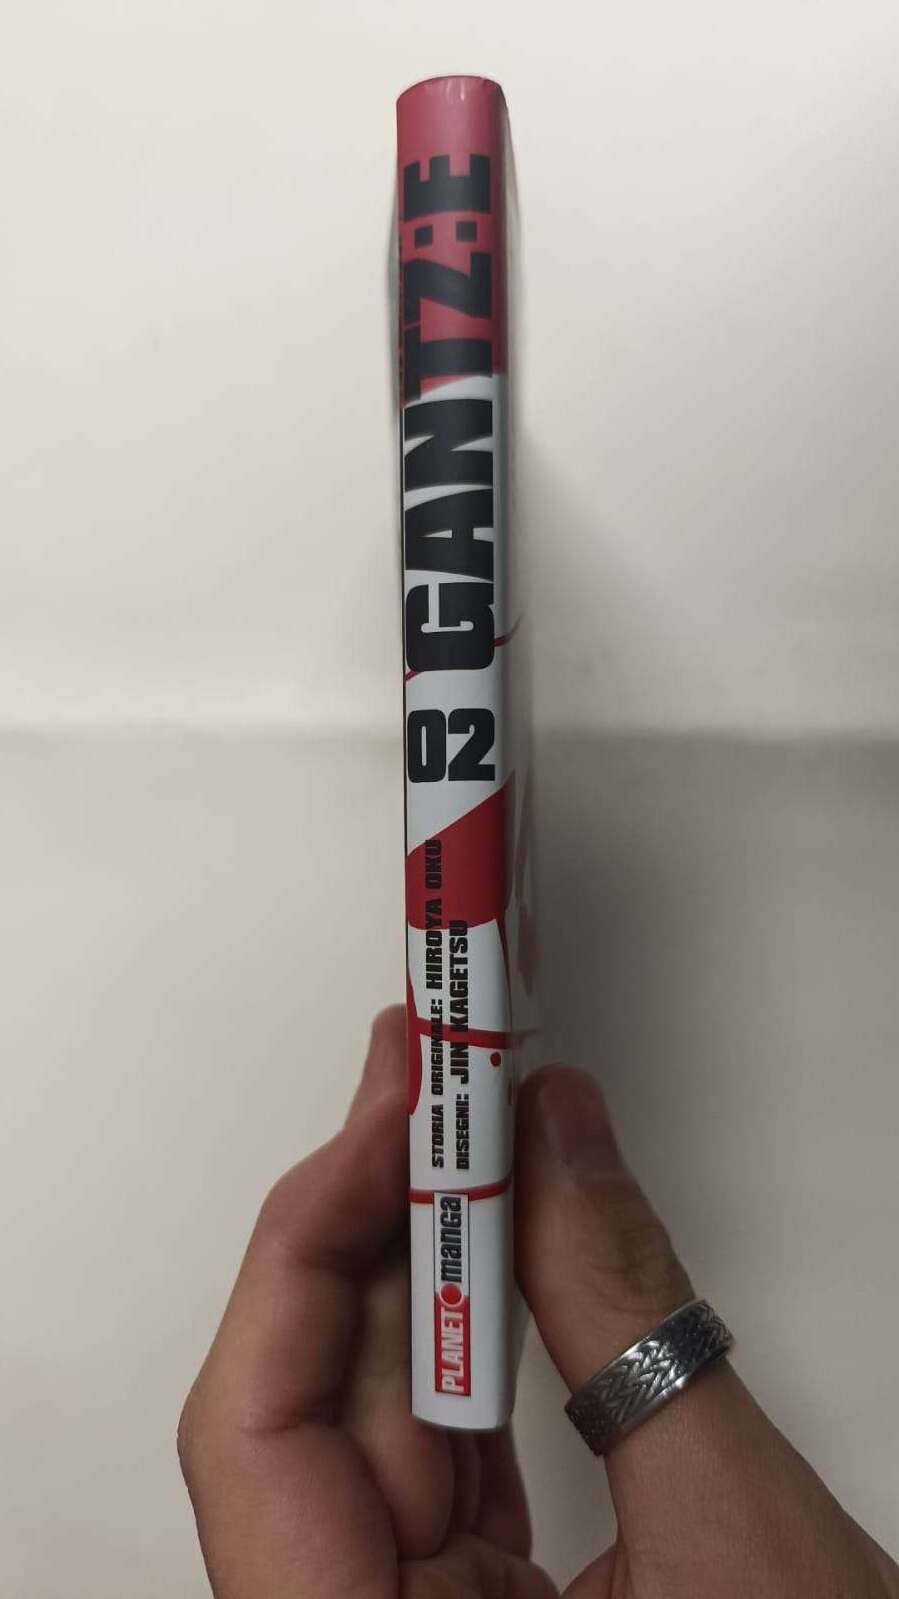 GANTZ:E
02
STORIA ORIGINALE: HIROYA OKU
DISEGNI: JIN KAGETSU
PLANET manga